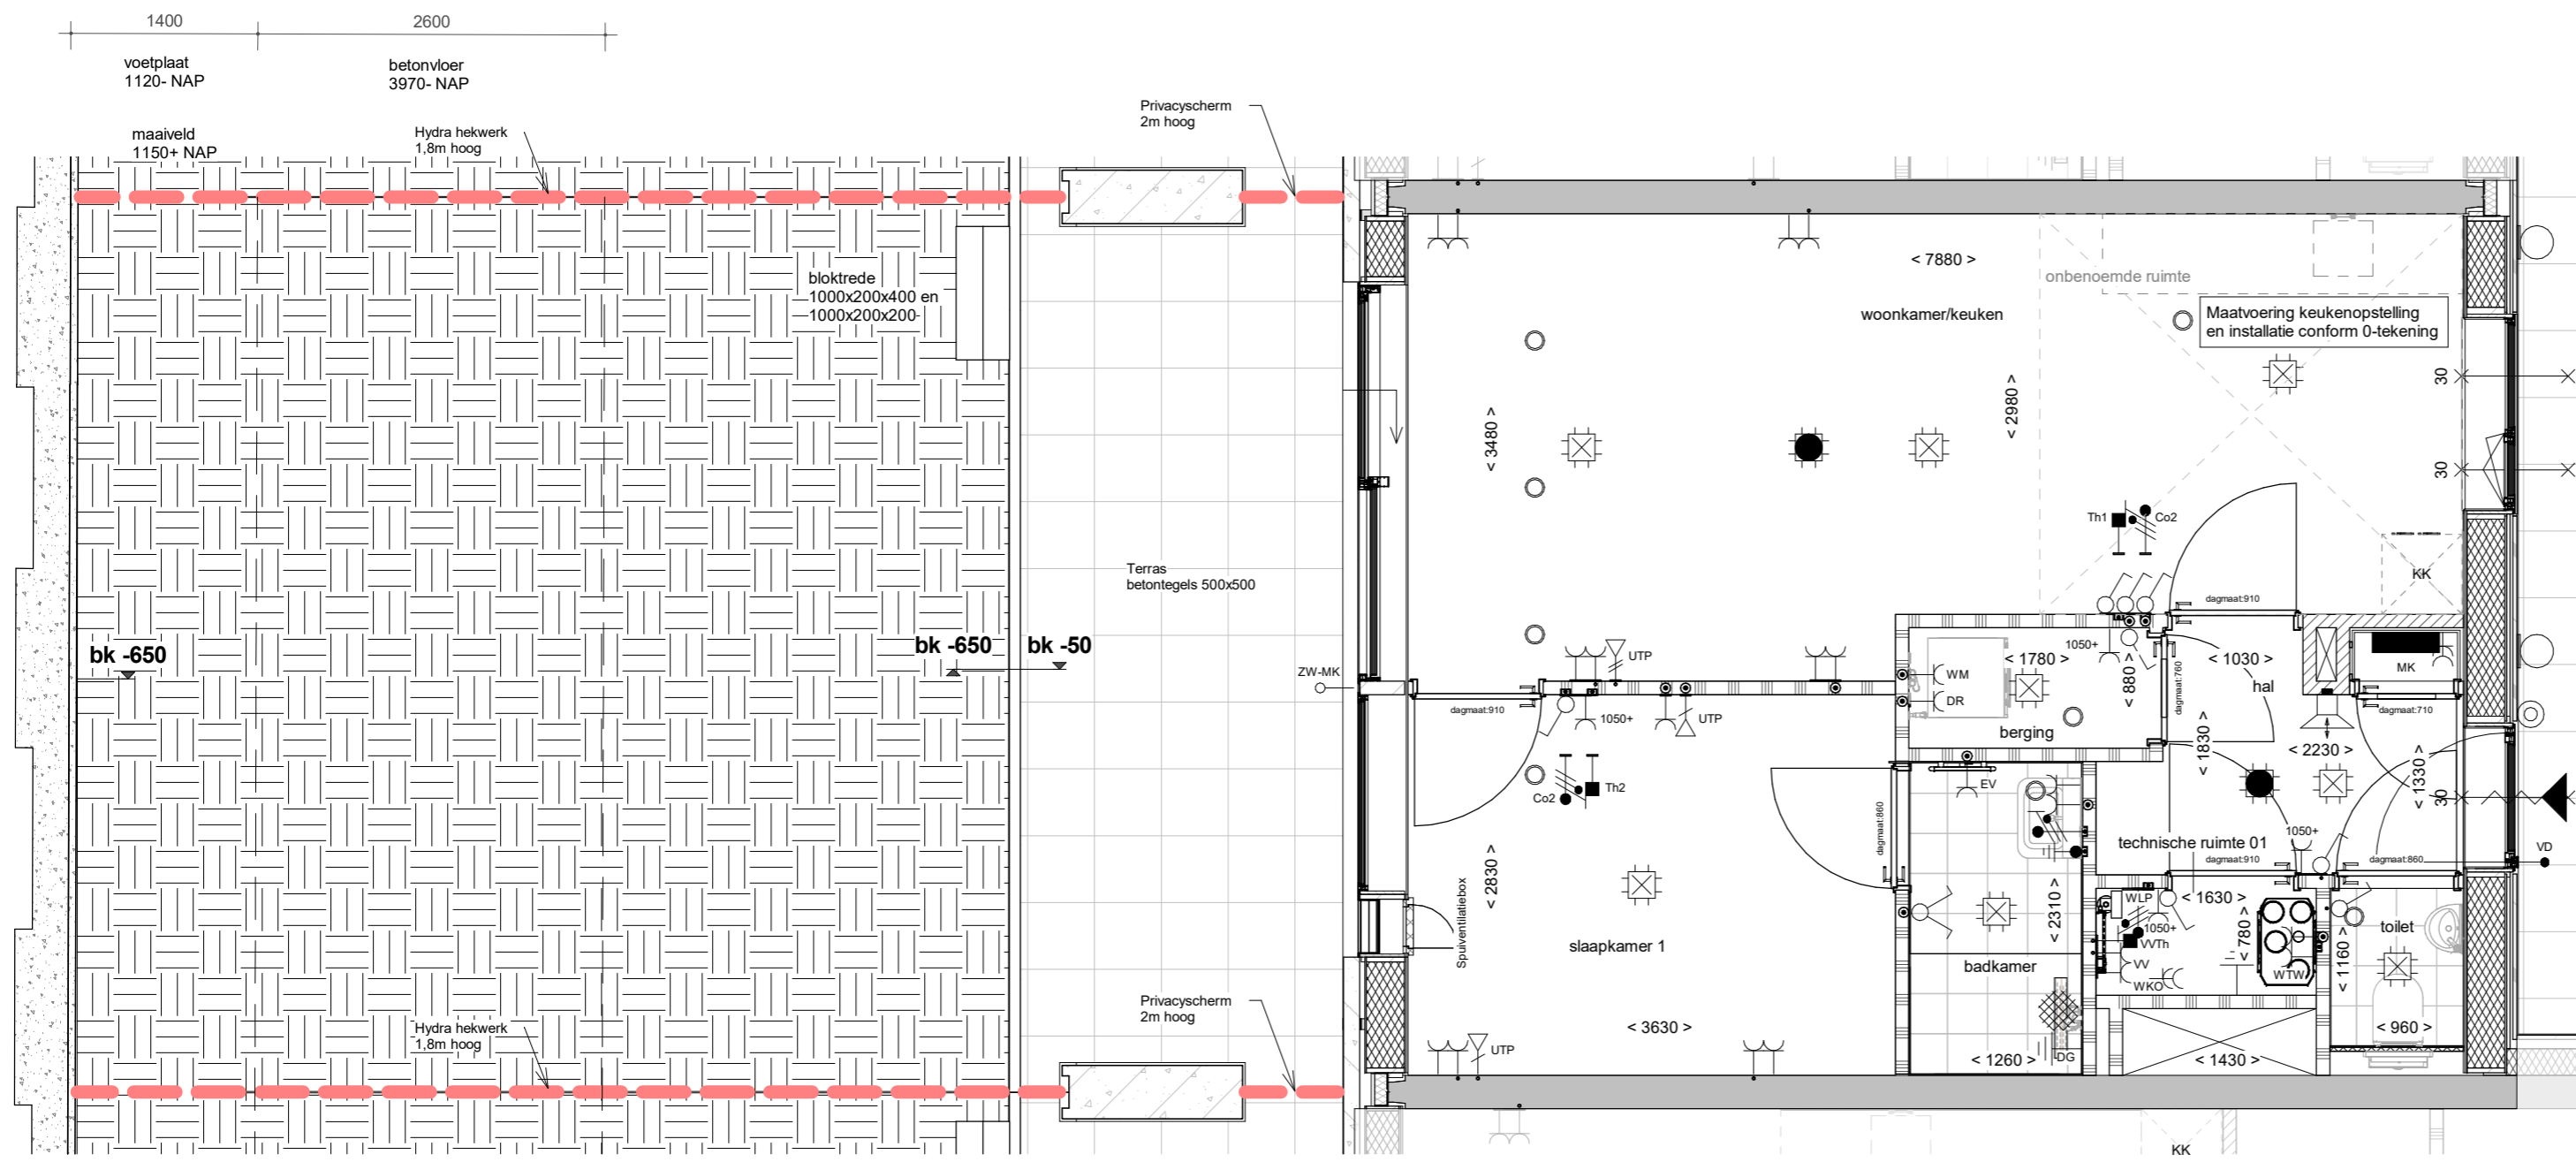 1400
2600
voetplaat
1120- NAP
betonvloer
3970- NAP
maaiveld
1150+ NAP
Hydra hekwerk
1,8m hoog
Privacyscherm
2m hoog
bloktrede
1000x200x400 en
1000x200x200
< 7880 >
onbenoemde ruimte
woonkamer/keuken
Maatvoering keukenopstelling
en installatie conform 0-tekening
30
< 2980 >
< 3480 >
30
Th1
Co2
Terras
betontegels 500x500
KK
dagmaat:910
bk -650
bk -650
bk -50
ZW-MK
UTP
1050+
< 1780 >
< 880 >
dagmaat:760
< 1030 >
hal
MK
WM
DR
dagmaat:910
1050+
UTP
berging
dagmaat:710
< 1830 >
< 2230 >
< 1330 >
30
EV
Co2
Th2
dagmaat:860
technische ruimte 01
1050+
dagmaat:910
dagmaat:860
VD
< 2830 >
Spuiventilatiebox
< 2310 >
WLP
< 1630 >
1050+
VVTh
VV
WKO
< 780 >
WTW
toilet
< 1160 >
slaapkamer 1
badkamer
Privacyscherm
2m hoog
Hydra hekwerk
1,8m hoog
< 3630 >
UTP
< 1260 >
DG
< 1430 >
< 960 >
KK